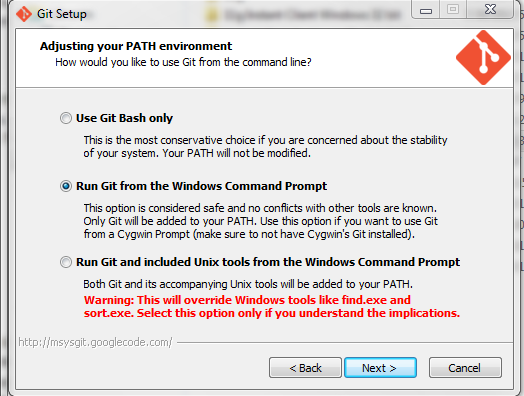 Git Setup
Adjusting your PATH environment
How would you like to use Git from the command line?
Use Git Bash only
This is the most conservative choice if you are concerned about the stability
of your system. Your PATH will not be modified.
Run Git from the Windows Command Prompt
This option is considered safe and no conflicts with other tools are known.
Only Git will be added to your PATH. Use this option if you want to use Git
from a Cygwin Prompt (make sure to not have Cygwin's Git installed).
Run Git and included Unix tools from the Windows Command Prompt
Both Git and its accompanying Unix tools will be added to your PATH.
Warning: This will override Windows tools like find.exe and
sort.exe. Select this option only if you understand the implications.
http://msysgit.googlecode.com/
< Back
Next >
Cancel